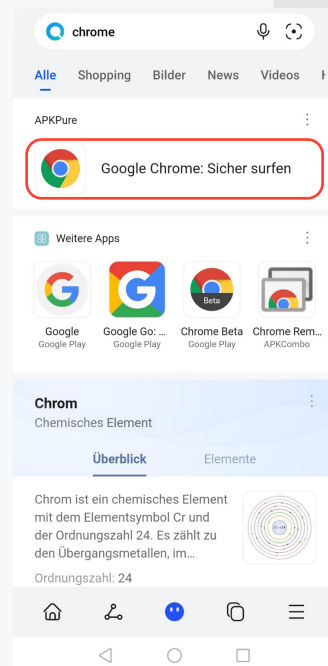 chrome
Alle Shopping Bilder News Videos
APKPure
Google Chrome: Sicher surfen
Weitere Apps
Beta
Google Google Go: ... Chrome Beta Chrome Rem...
Google Play Google Play Google Play APKCombo
Chrom
Chemisches Element
Überblick Elemente
Chrom ist ein chemisches Element
mit dem Elementsymbol Cr und
der Ordnungszahl 24. Es zählt zu
den Übergangsmetallen, im...
Ordnungszahl: 24